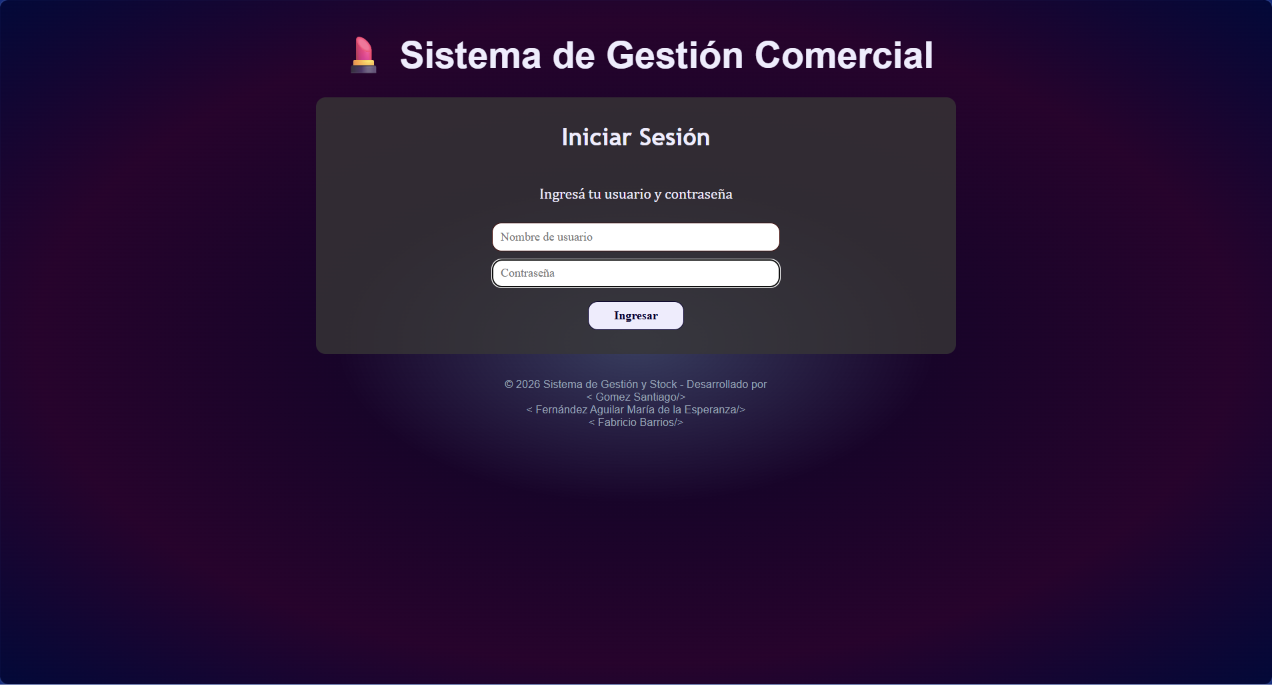 Sistema de Gestión Comercial
Iniciar Sesión
Ingresá tu usuario y contraseña
Nombre de usuario
Contraseña
Ingresar
© 2026 Sistema de Gestión y Stock - Desarrollado por
< Gomez Santiago/>
< Fernández Aguilar María de la Esperanza/>
< Fabricio Barrios/>